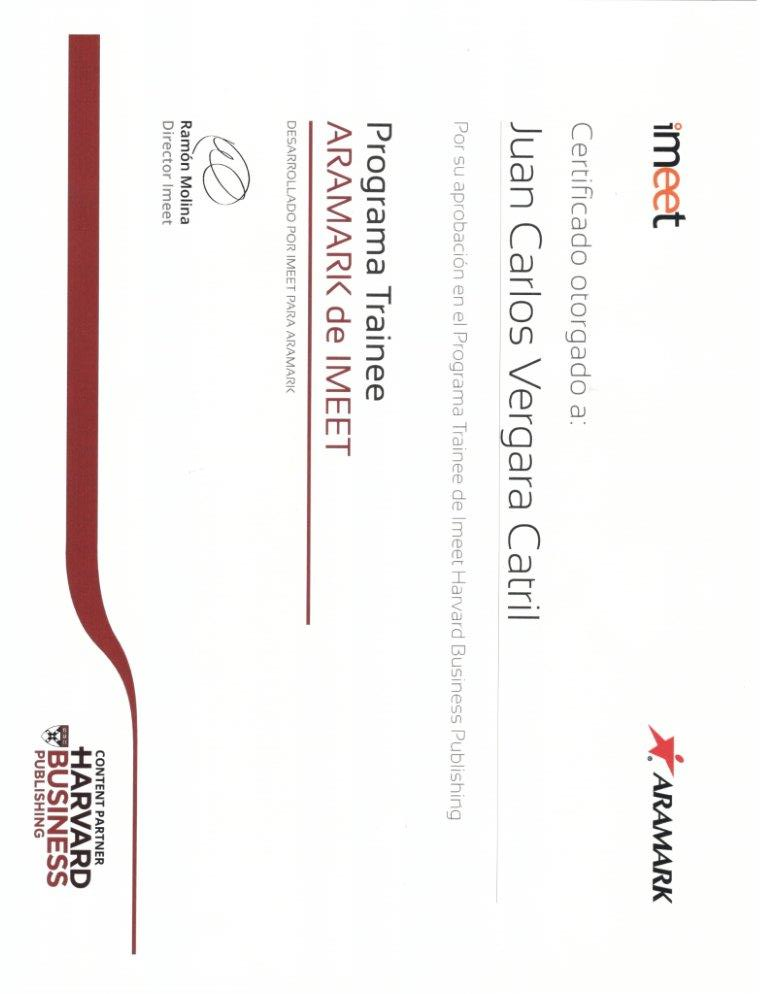 imeet
ARAMARK
Certificado otorgado a:
Juan Carlos Vergara Catril
Por su aprobación en el Programa Trainee de Imeet Harvard Business Publishing
Programa Trainee
ARAMARK de IMEET
DESARROLLADO POR IMEET PARA ARAMARK
Ramón Molina
Director Imeet
CONTENT PARTNER
HARVARD
BUSINESS
PUBLISHING